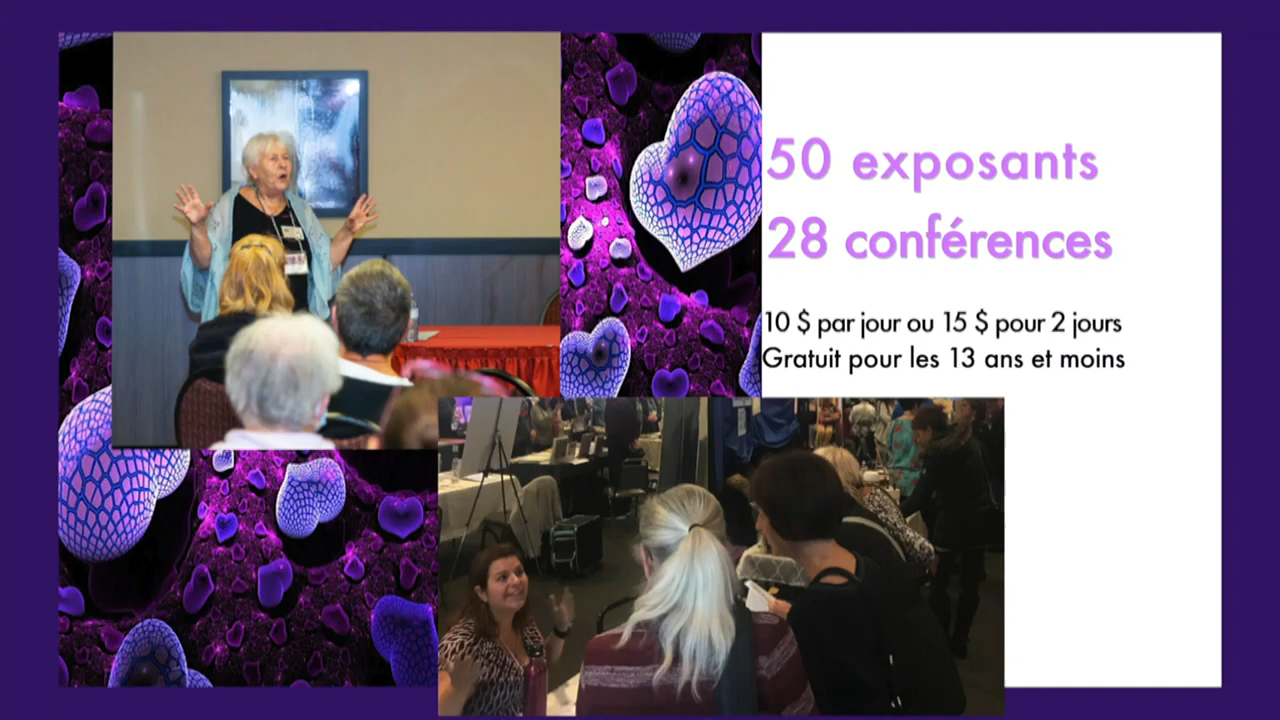 50 exposants
28 conférences
10 $ par jour ou 15 $ pour 2 jours
Gratuit pour les 13 ans et moins